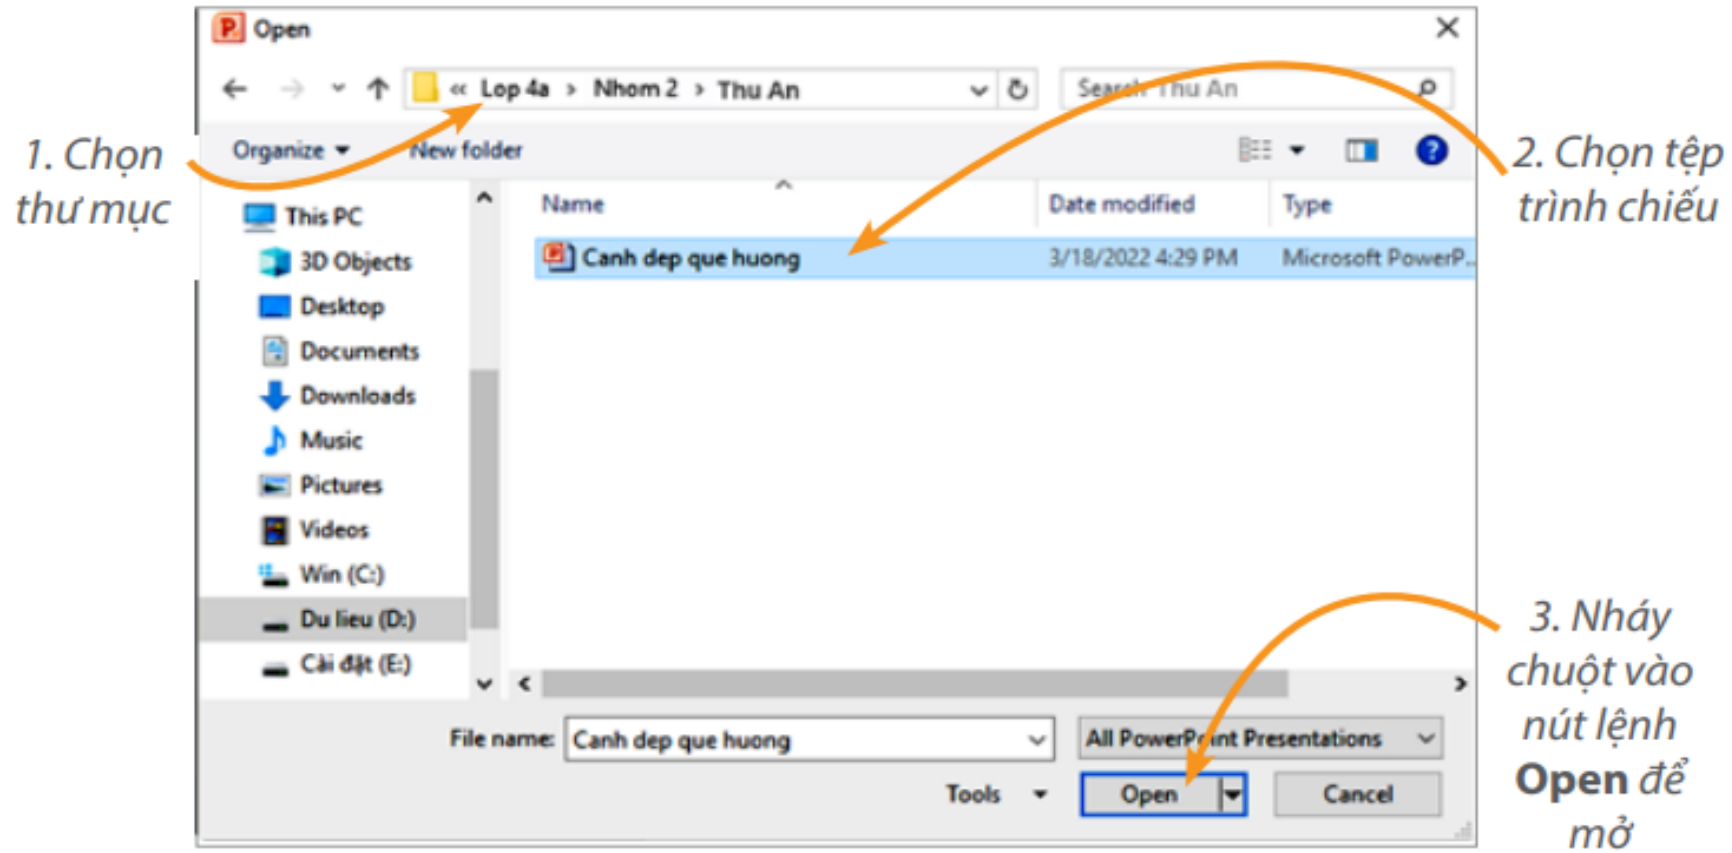 Open
« Lop 4a > Nhom 2 > Thu An
Search Thu An
1. Chọn
thư mục
Organize
New folder
2. Chọn tệp
trình chiếu
Name
Date modified
Type
Canh dep que huong
3/18/2022 4:29 PM
Microsoft PowerP...
This PC
3D Objects
Desktop
Documents
Downloads
Music
Pictures
Videos
Win (C:)
Du lieu (D:)
Cài đặt (E:)
File name:
Canh dep que huong
All PowerPoint Presentations
Tools
Open
Cancel
3. Nháy
chuột vào
nút lệnh
Open để
mở